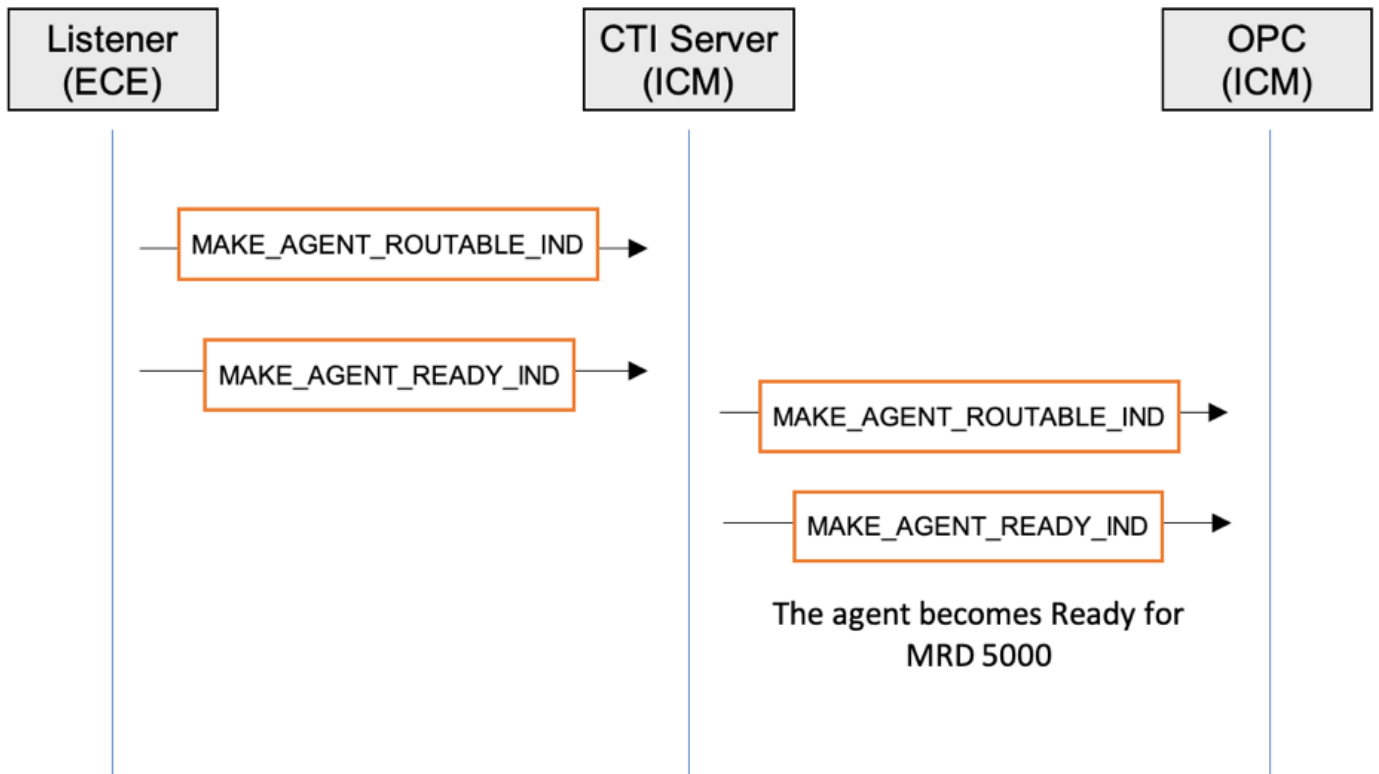 Listener
(ECE)
CTI Server
(ICM)
OPC
(ICM)
MAKE_AGENT_ROUTABLE_IND
MAKE_AGENT_READY_IND
MAKE_AGENT_ROUTABLE_IND
MAKE_AGENT_READY_IND
The agent becomes Ready for
MRD 5000